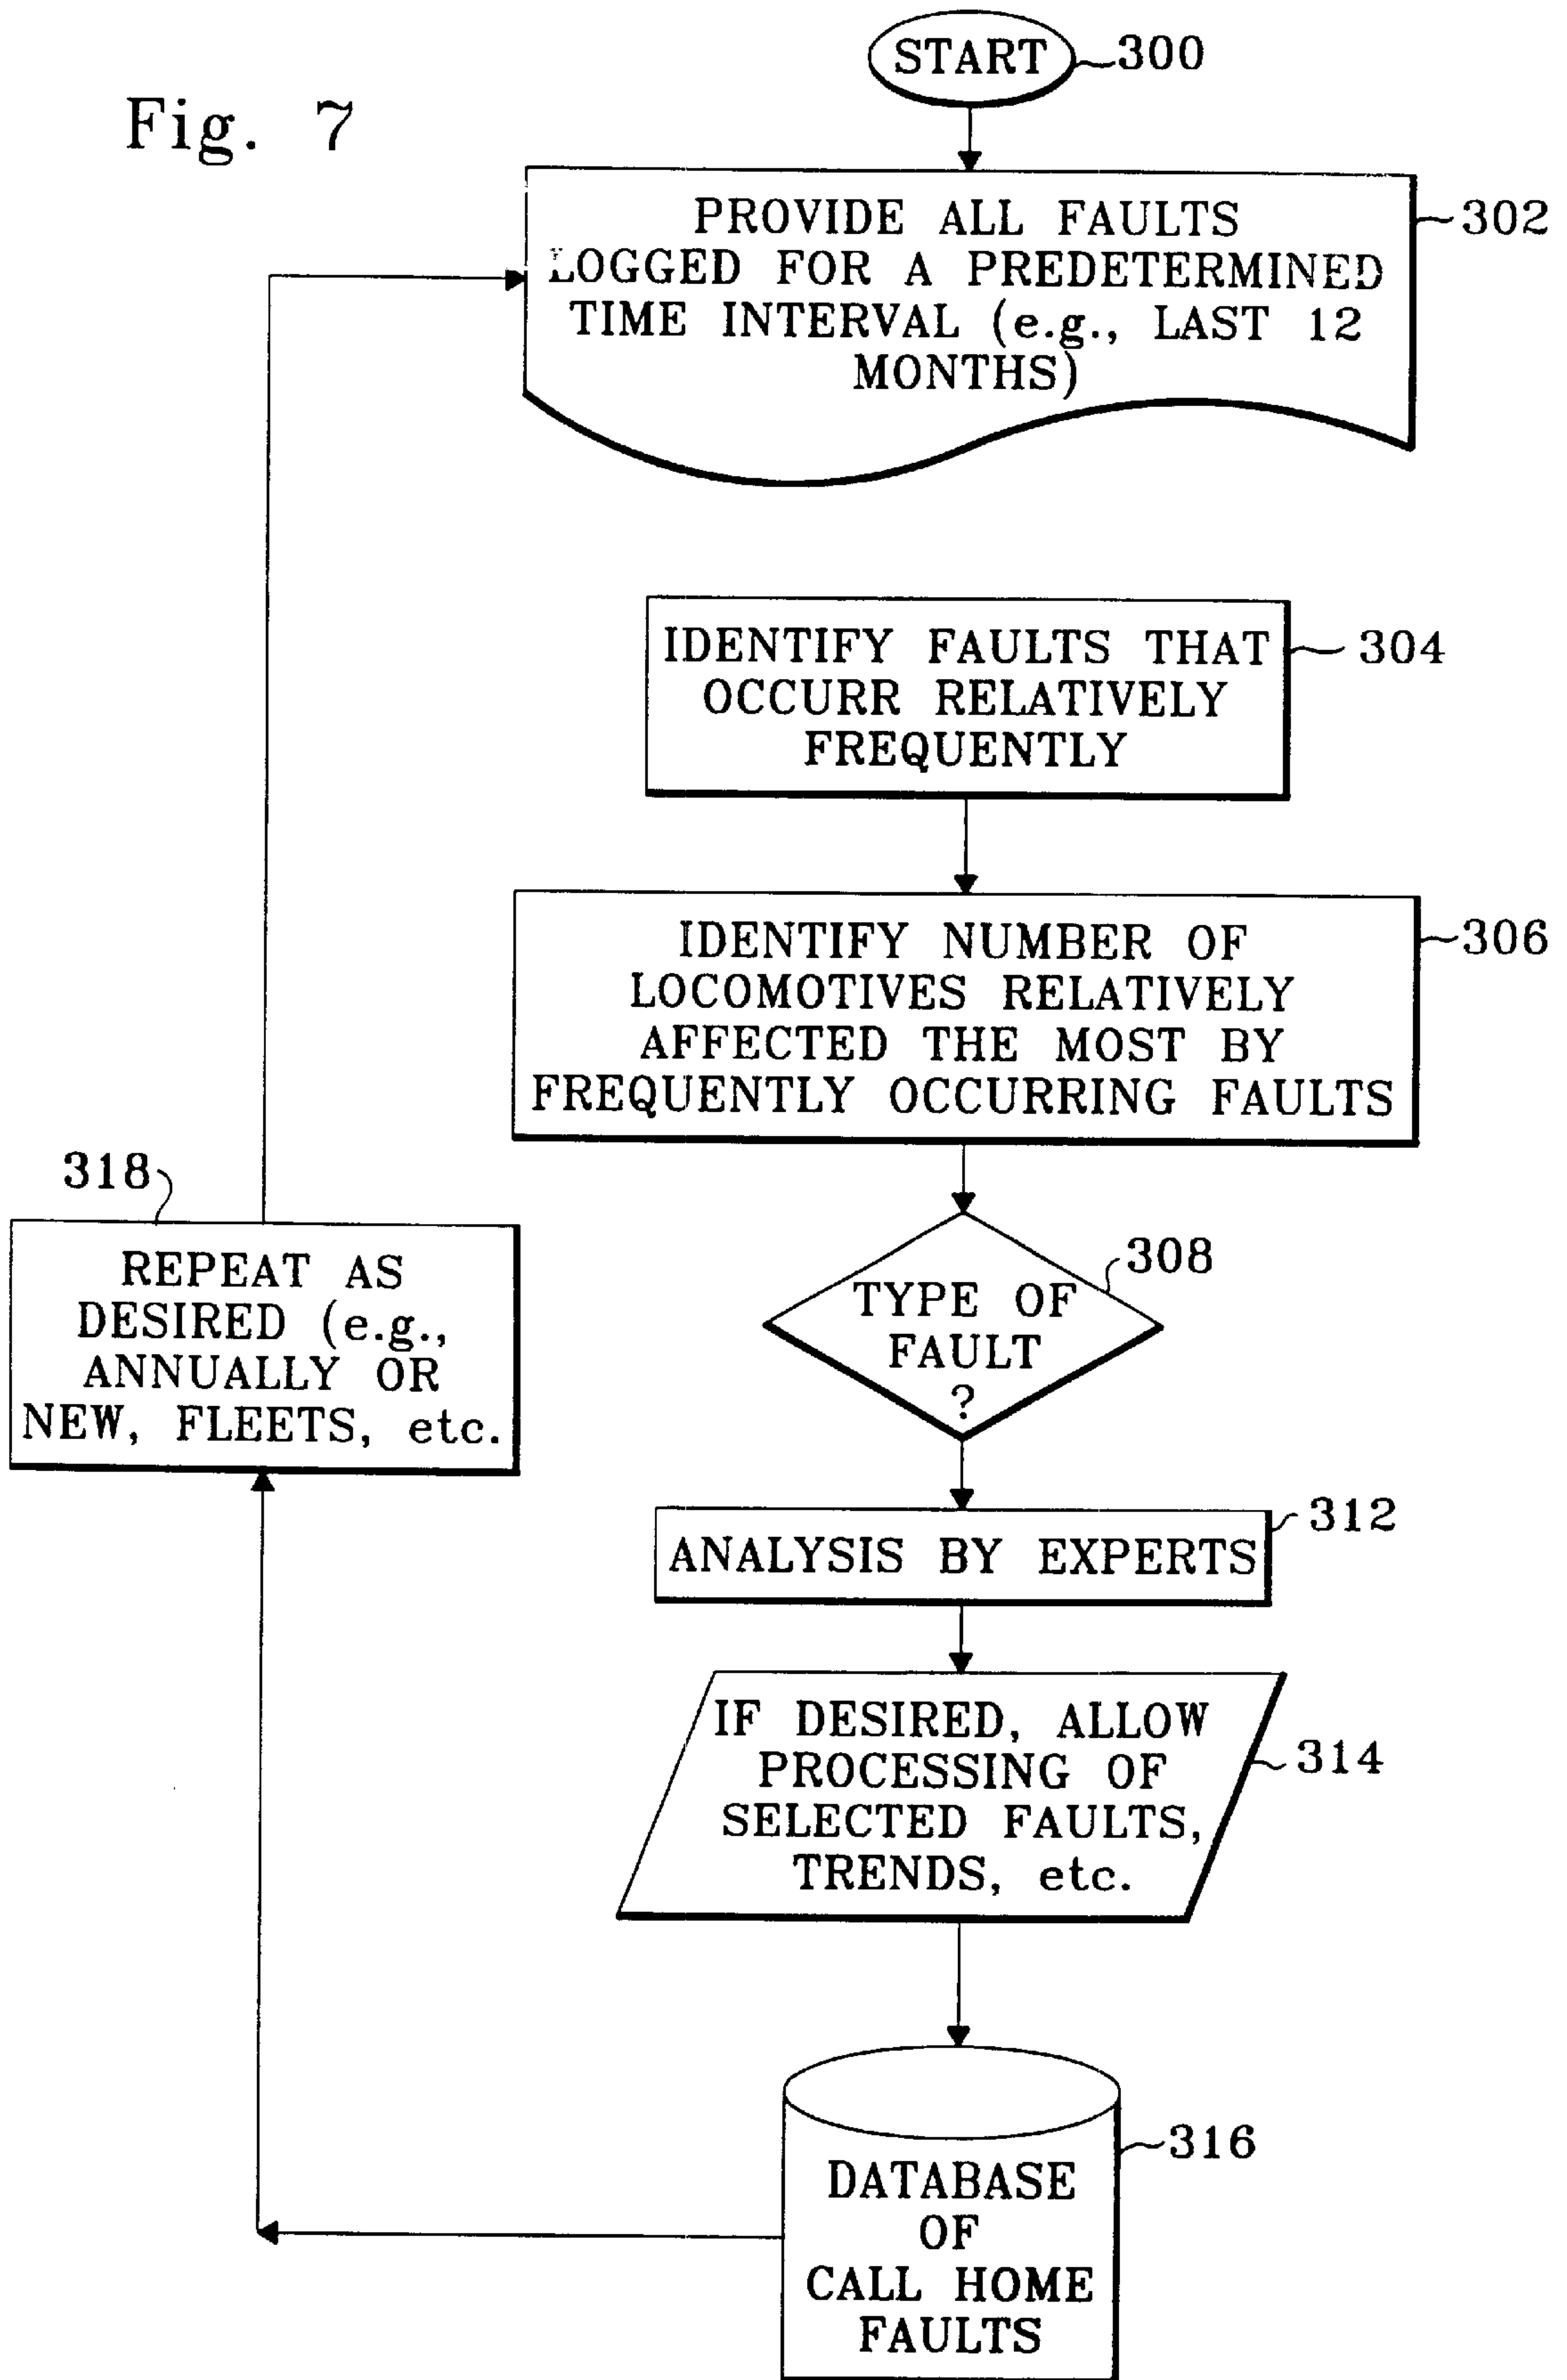 Fig. 7
START
300
PROVIDE ALL FAULTS
LOGGED FOR A PREDETERMINED
TIME INTERVAL (e.g., LAST 12
MONTHS)
302
IDENTIFY FAULTS THAT
OCCURR RELATIVELY
FREQUENTLY
304
IDENTIFY NUMBER OF
LOCOMOTIVES RELATIVELY
AFFECTED THE MOST BY
FREQUENTLY OCCURRING FAULTS
306
TYPE OF
FAULT
?
308
ANALYSIS BY EXPERTS
312
IF DESIRED, ALLOW
PROCESSING OF
SELECTED FAULTS,
TRENDS, etc.
314
DATABASE
OF
CALL HOME
FAULTS
316
318
REPEAT AS
DESIRED (e.g.,
ANNUALLY OR
NEW, FLEETS, etc.